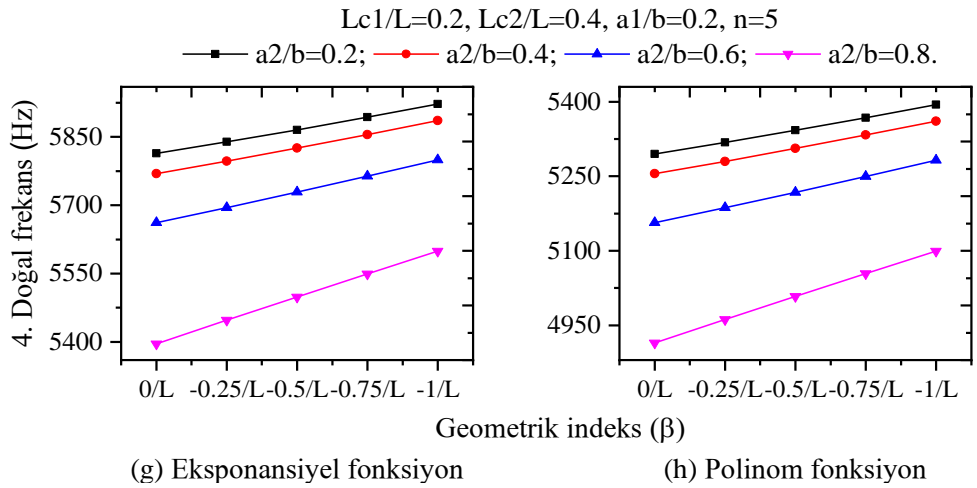 Lc1/L=0.2, Lc2/L=0.4, a1/b=0.2, n=5
a2/b=0.2; a2/b=0.4; a2/b=0.6; a2/b=0.8.
4. Doğal frekans (Hz)
5850
5700
5550
5400
0/L -0.25/L -0.5/L -0.75/L -1/L
5400
5250
5100
4950
0/L -0.25/L -0.5/L -0.75/L -1/L
Geometrik indeks (β)
(g) Eksponansiyel fonksiyon
(h) Polinom fonksiyon